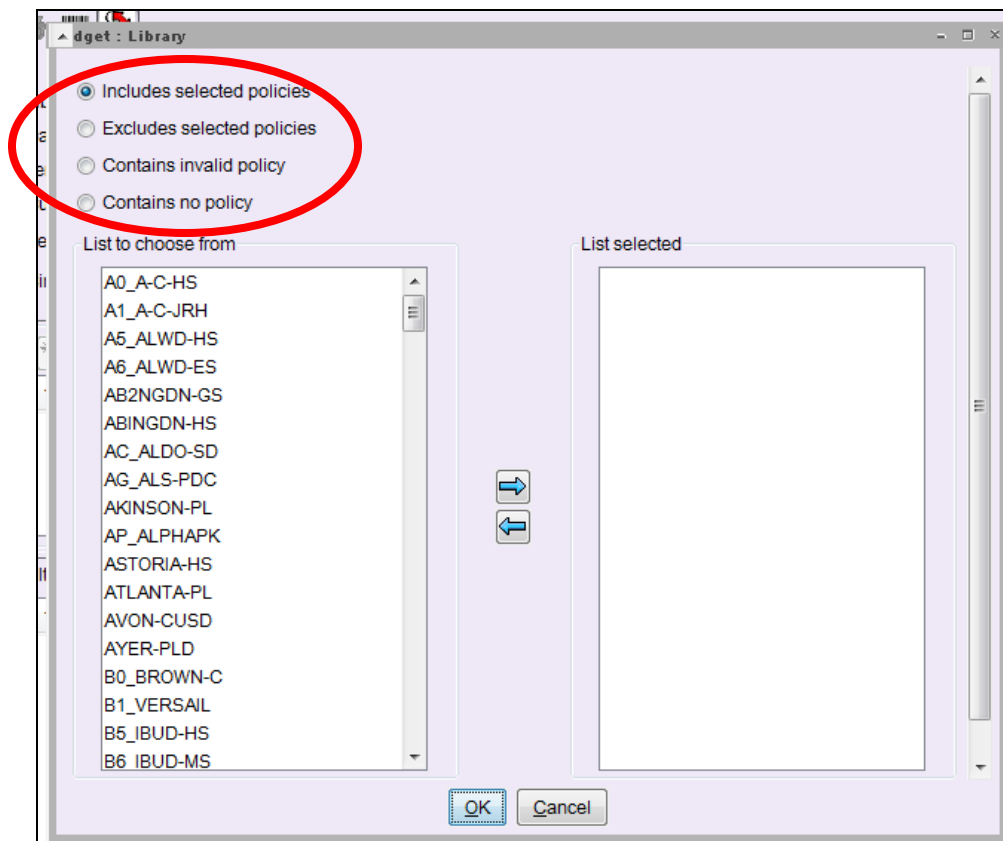 dget : Library
Includes selected policies
Excludes selected policies
Contains invalid policy
Contains no policy
List to choose from
List selected
A0_A-C-HS
A1_A-C-JRH
A5_ALWD-HS
A6_ALWD-ES
AB2NGDN-GS
ABINGDN-HS
AC_ALDO-SD
AG_ALS-PDC
AKINSON-PL
AP_ALPHAPK
ASTORIA-HS
ATLANTA-PL
AVON-CUSD
AYER-PLD
B0_BROWN-C
B1_VERSAIL
B5_IBUD-HS
B6_IBUD-MS
OK
Cancel